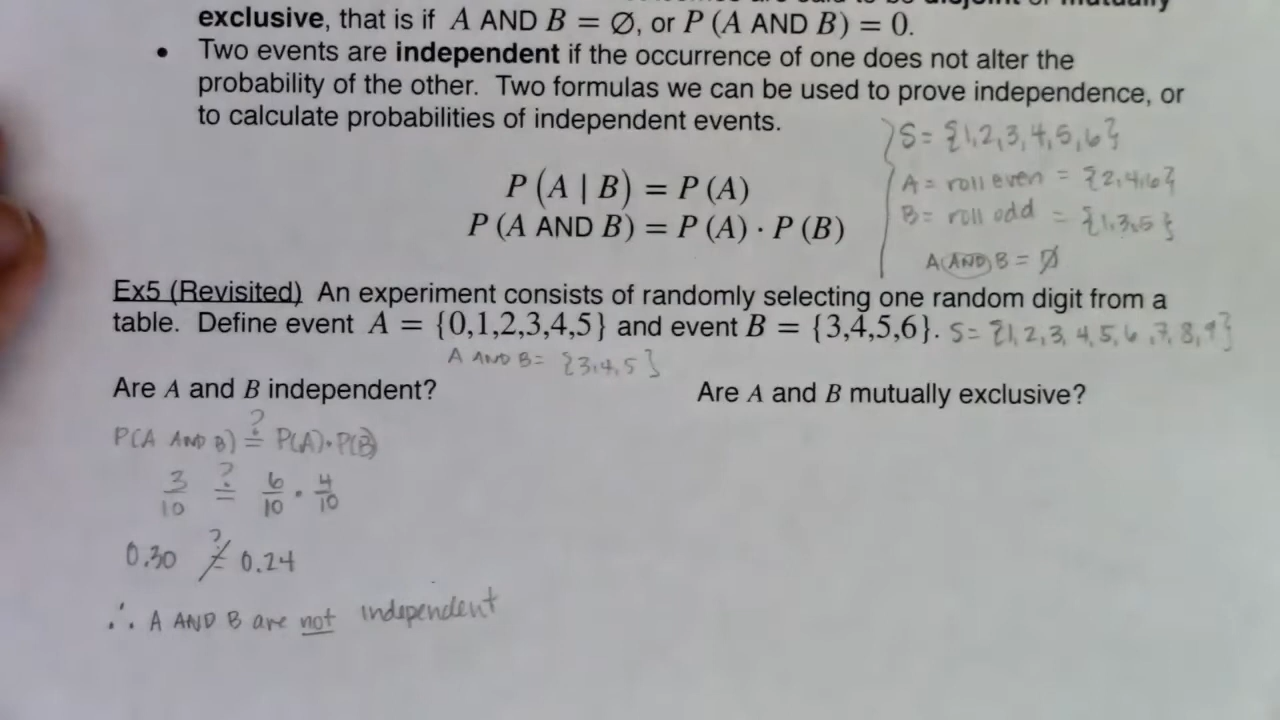 exclusive, that is if A AND B = Ø, or P (A AND B) = 0.
• Two events are independent if the occurrence of one does not alter the
probability of the other. Two formulas we can be used to prove independence, or
to calculate probabilities of independent events.
S = {1,2,3,4,5,6}
P (A | B) = P (A)
A = roll even = {2,4,6}
P (A AND B) = P (A) · P (B)
B = roll odd = {1,3,5}
A AND B = Ø
Ex5 (Revisited) An experiment consists of randomly selecting one random digit from a
table. Define event A = {0,1,2,3,4,5} and event B = {3,4,5,6}. S = {1,2,3,4,5,6,7,8,9}
A AND B = {3,4,5}
Are A and B independent? Are A and B mutually exclusive?
P(A AND B) ≟ P(A)·P(B)
3/10 ≟ 6/10 · 4/10
0.30 ≠ 0.24
∴ A AND B are not independent